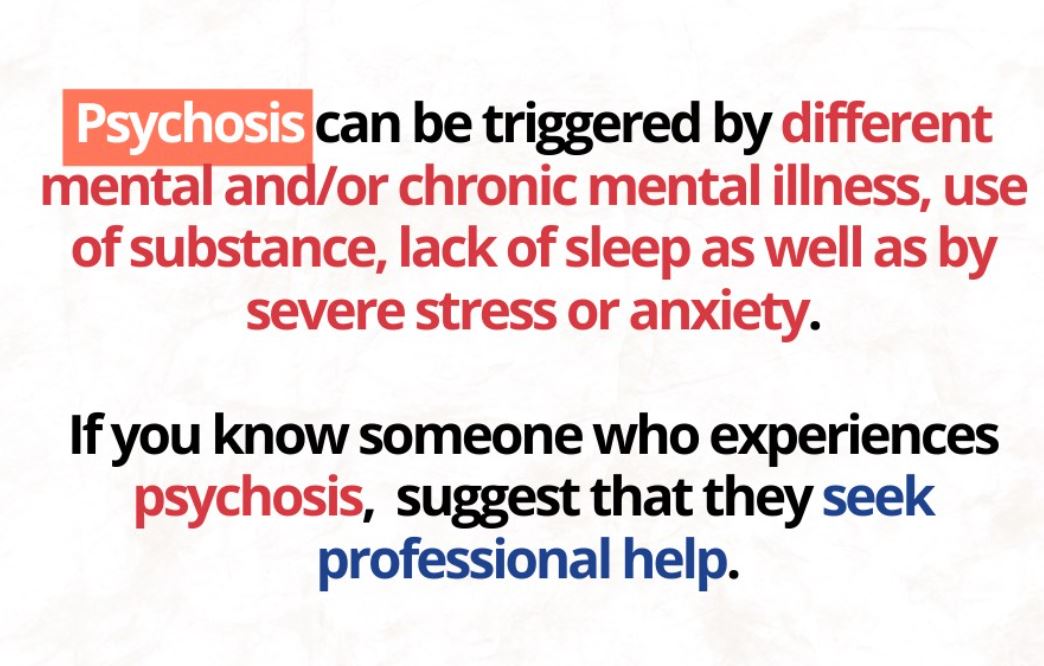 Psychosis can be triggered by different
mental and/or chronic mental illness, use
of substance, lack of sleep as well as by
severe stress or anxiety.
If you know someone who experiences
psychosis, suggest that they seek
professional help.